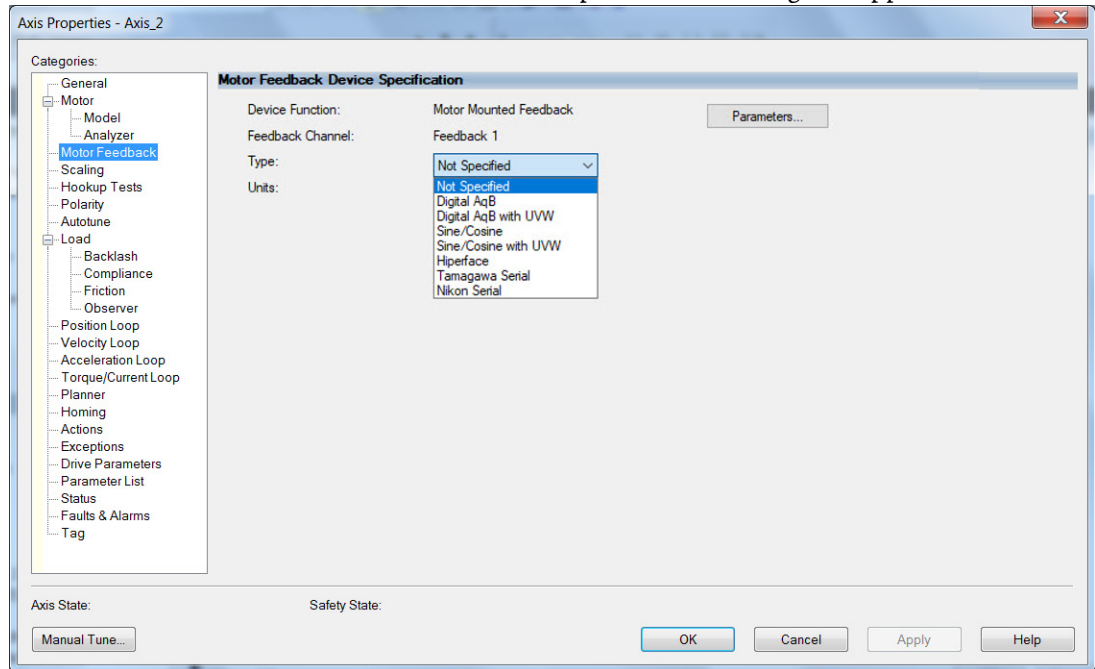 Axis Properties - Axis_2
X
Categories:
General
Motor
Model
Analyzer
Motor Feedback
Scaling
Hookup Tests
Polarity
Autotune
Load
Backlash
Compliance
Friction
Observer
Position Loop
Velocity Loop
Acceleration Loop
Torque/Current Loop
Planner
Homing
Actions
Exceptions
Drive Parameters
Parameter List
Status
Faults & Alarms
Tag
Motor Feedback Device Specification
Device Function: Motor Mounted Feedback Parameters...
Feedback Channel: Feedback 1
Type: Not Specified
Units:
Not Specified
Digital AqB
Digital AqB with UVW
Sine/Cosine
Sine/Cosine with UVW
Hiperface
Tamagawa Serial
Nikon Serial
Axis State: Safety State:
Manual Tune... OK Cancel Apply Help